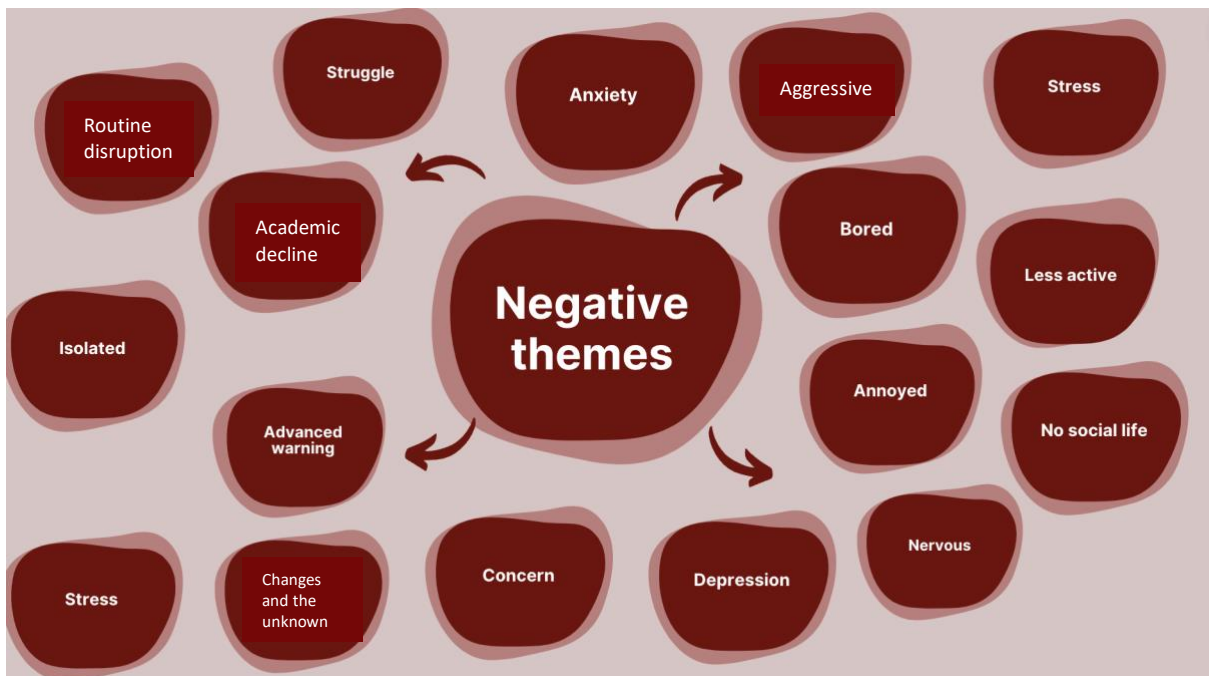 Struggle
Anxiety
Aggressive
Stress
Routine
disruption
Academic
decline
Bored
Less active
Negative
themes
Isolated
Annoyed
Advanced
warning
No social life
Nervous
Stress
Changes
and the
unknown
Concern
Depression